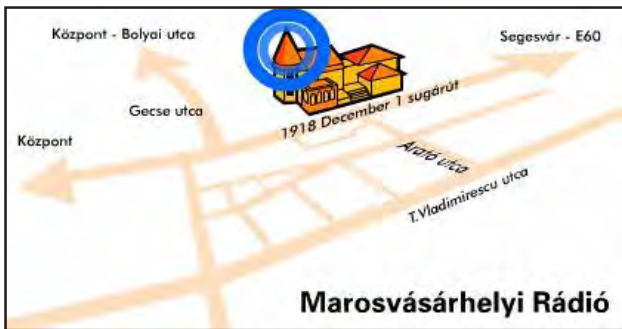 Központ - Bolyai utca
Segesvár - E60
Gecse utca
1918 December 1 sugárút
Központ
Arató utca
T.Vladimirescu utca
Marosvásárhelyi Rádió